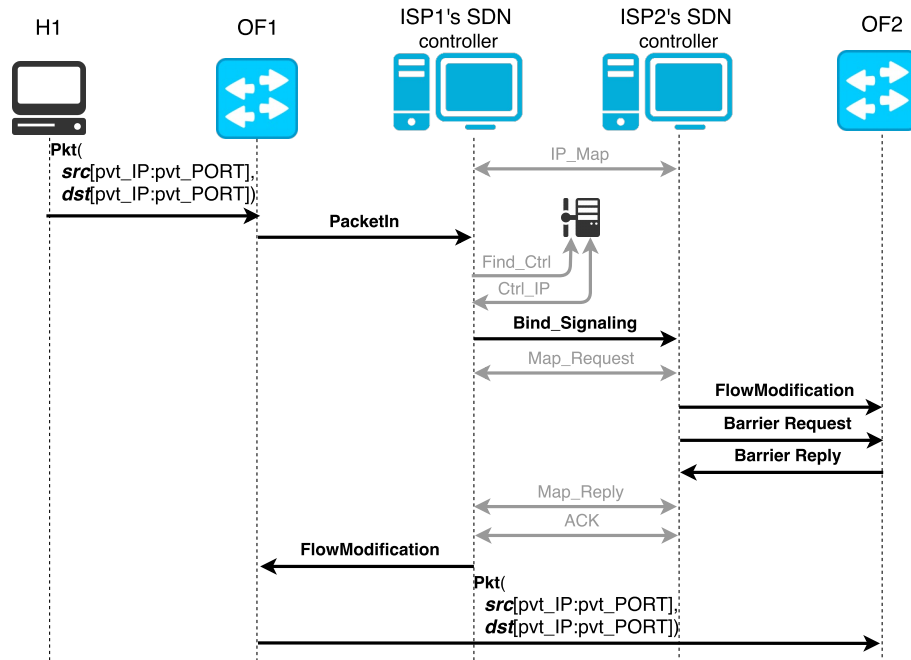 H1
OF1
ISP1's SDN
controller
ISP2's SDN
controller
OF2
Pkt(
src[pvt_IP:pvt_PORT],
dst[pvt_IP:pvt_PORT])
IP_Map
PacketIn
Find_Ctrl
Ctrl_IP
Bind_Signaling
Map_Request
FlowModification
Barrier Request
Barrier Reply
Map_Reply
ACK
FlowModification
Pkt(
src[pvt_IP:pvt_PORT],
dst[pvt_IP:pvt_PORT])